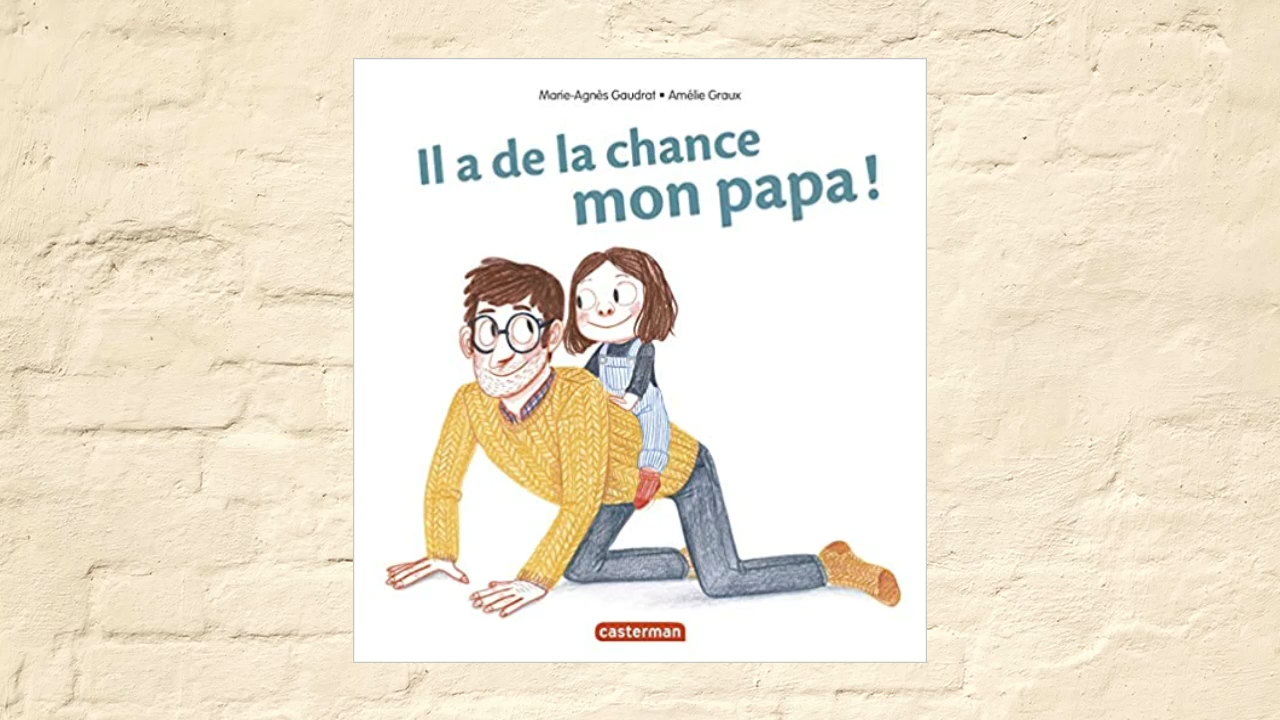 Marie-Agnès Gaudrat • Amélie Graux
Il a de la chance
mon papa !
casterman